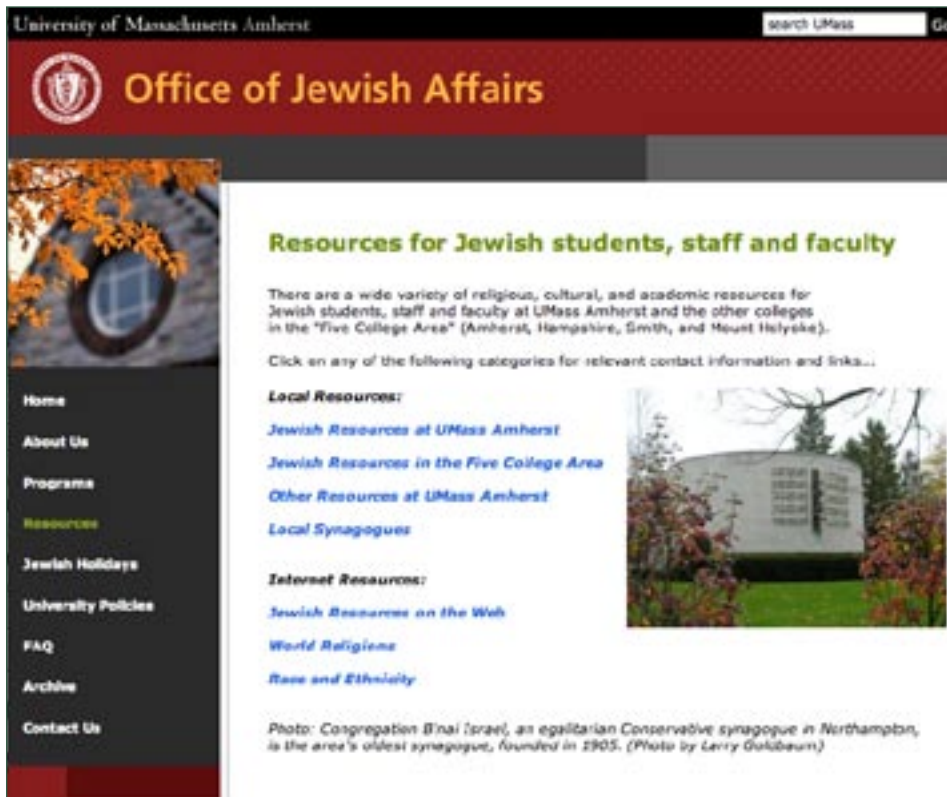 University of Massachusetts Amherst
search UMass
Office of Jewish Affairs
Resources for Jewish students, staff and faculty
There are a wide variety of religious, cultural, and academic resources for
Jewish students, staff and faculty at UMass Amherst and the other colleges
in the "Five College Area" (Amherst, Hampshire, Smith, and Mount Holyoke).
Click on any of the following categories for relevant contact information and links...
Home
About Us
Programs
Resources
Jewish Holidays
University Policies
FAQ
Archive
Contact Us
Local Resources:
Jewish Resources at UMass Amherst
Jewish Resources in the Five College Area
Other Resources at UMass Amherst
Local Synagogues
Internet Resources:
Jewish Resources on the Web
World Religions
Race and Ethnicity
Photo: Congregation B'nai Israel, an egalitarian Conservative synagogue in Northampton,
is the area's oldest synagogue, founded in 1905. (Photo by Larry Goldbaum)